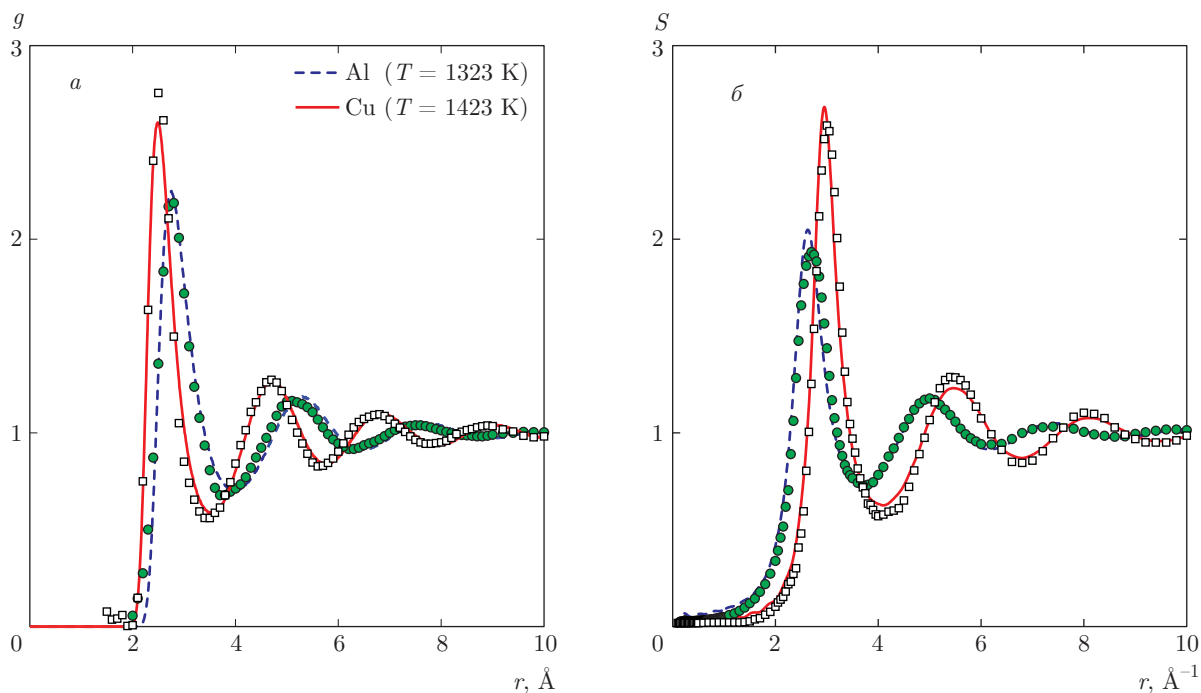 g
3
2
1
0
2
4
6
8
10
r, Å
а
Al (T = 1323 K)
Cu (T = 1423 K)
S
3
2
1
0
2
4
6
8
10
r, Å⁻¹
б